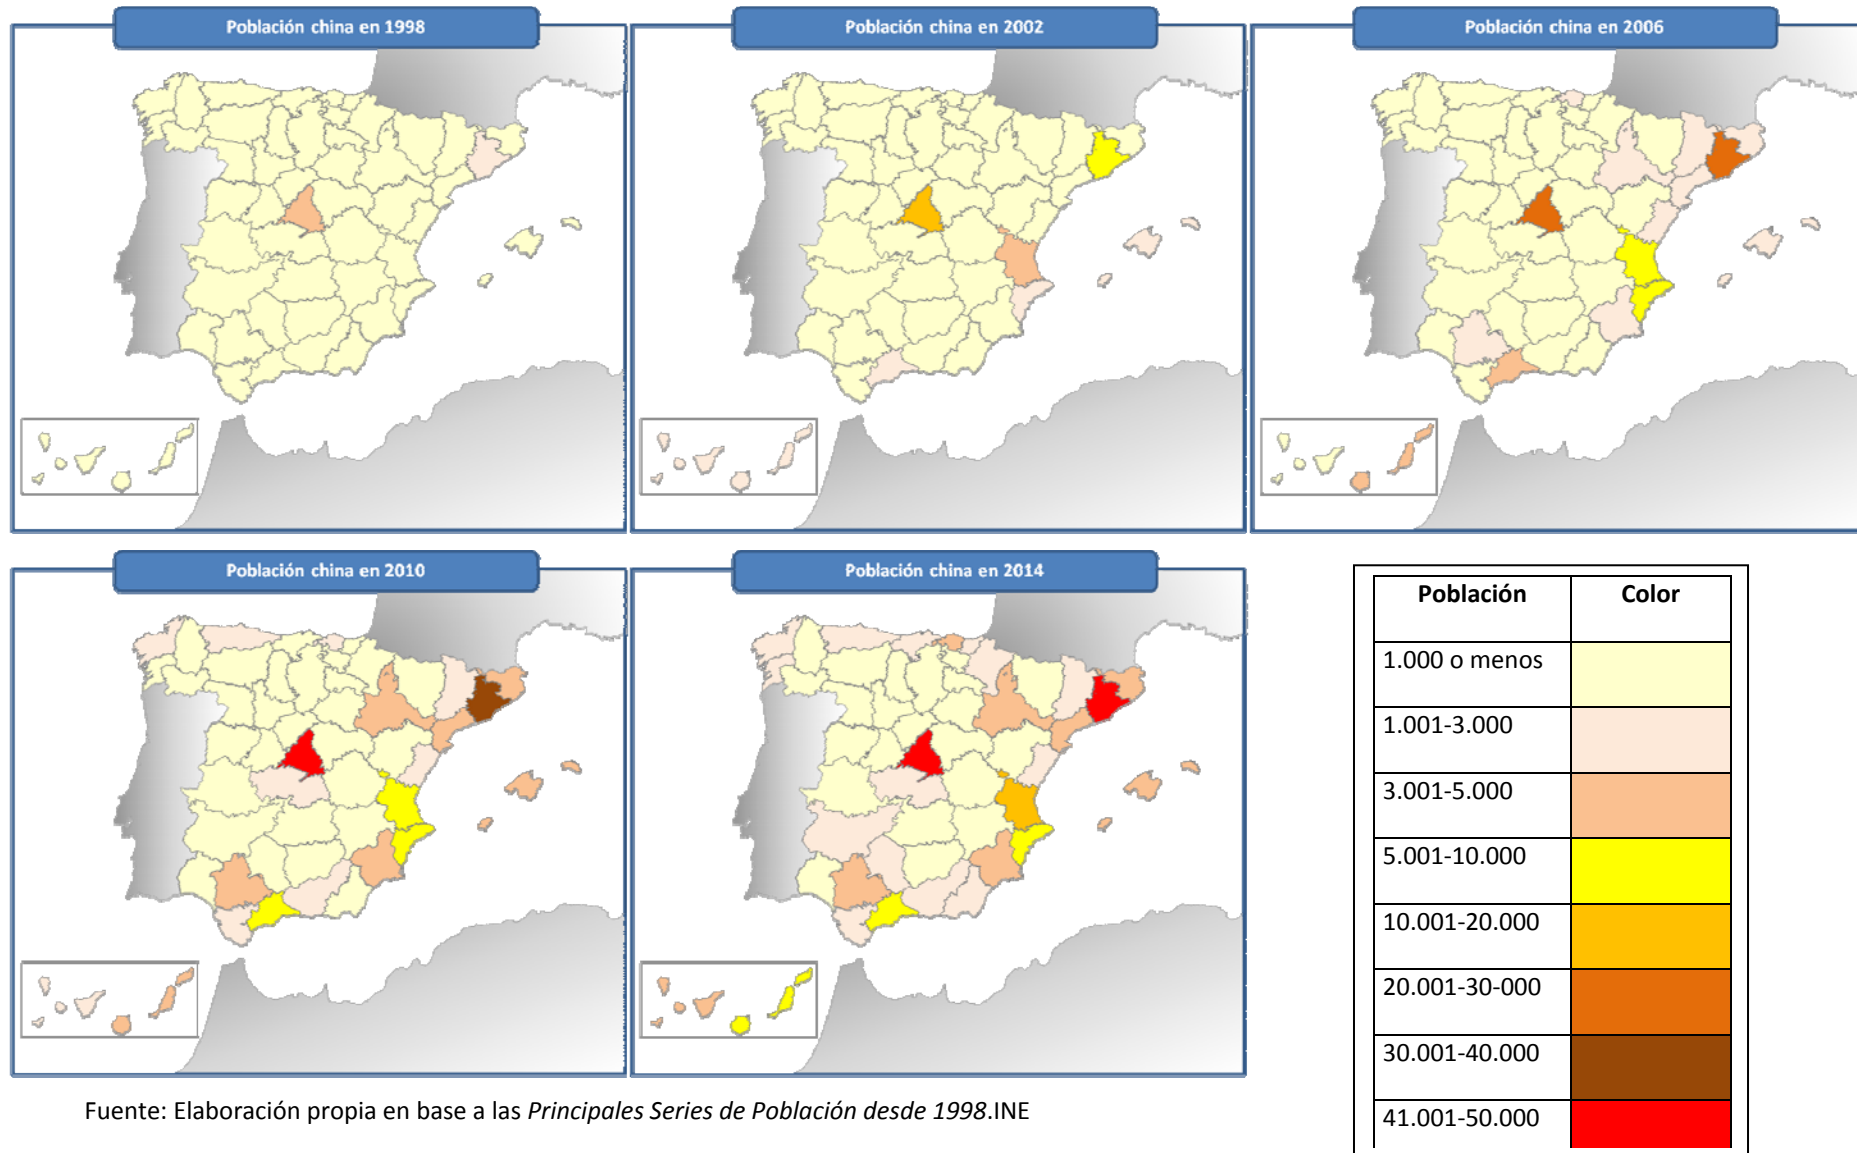 Población china en 1998
Población china en 2002
Población china en 2006
Población china en 2010
Población china en 2014
Población Color
1.000 o menos
1.001-3.000
3.001-5.000
5.001-10.000
10.001-20.000
20.001-30-000
30.001-40.000
41.001-50.000
Fuente: Elaboración propia en base a las Principales Series de Población desde 1998.INE